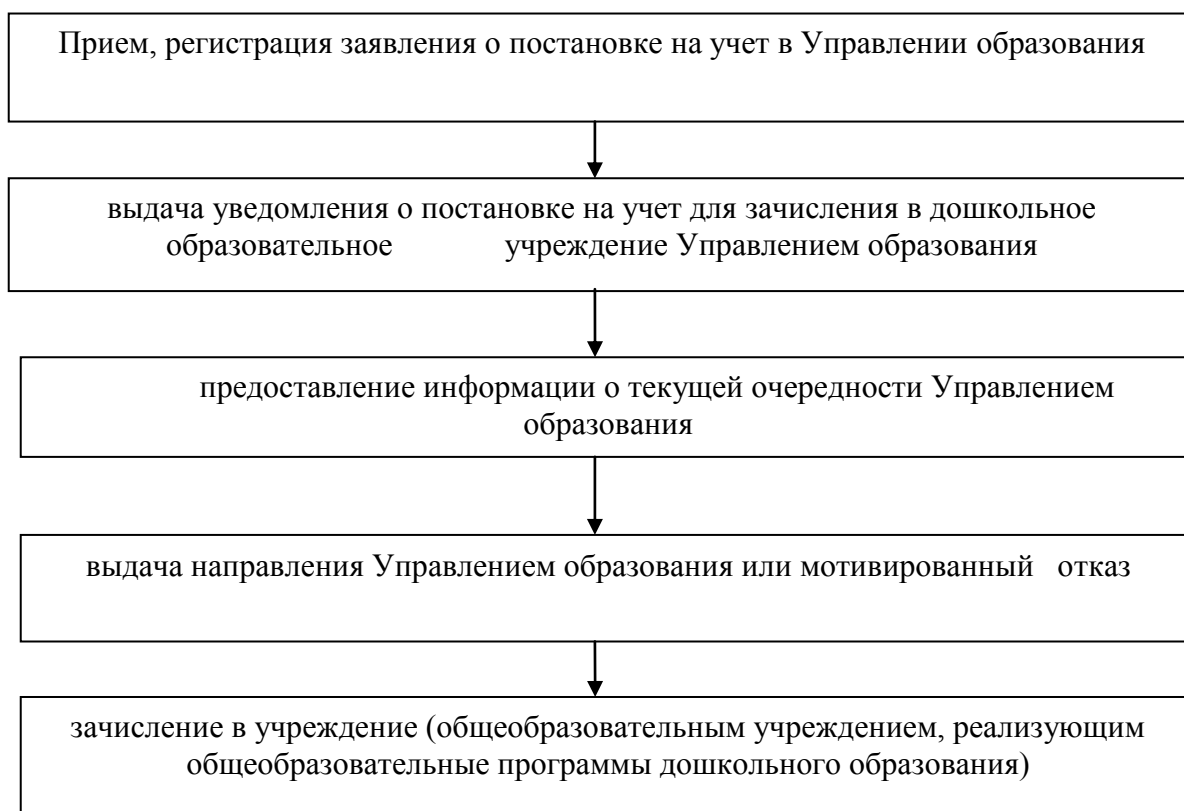 Прием, регистрация заявления о постановке на учет в Управлении образования
выдача уведомления о постановке на учет для зачисления в дошкольное
образовательное учреждение Управлением образования
предоставление информации о текущей очередности Управлением
образования
выдача направления Управлением образования или мотивированный отказ
зачисление в учреждение (общеобразовательным учреждением, реализующим
общеобразовательные программы дошкольного образования)